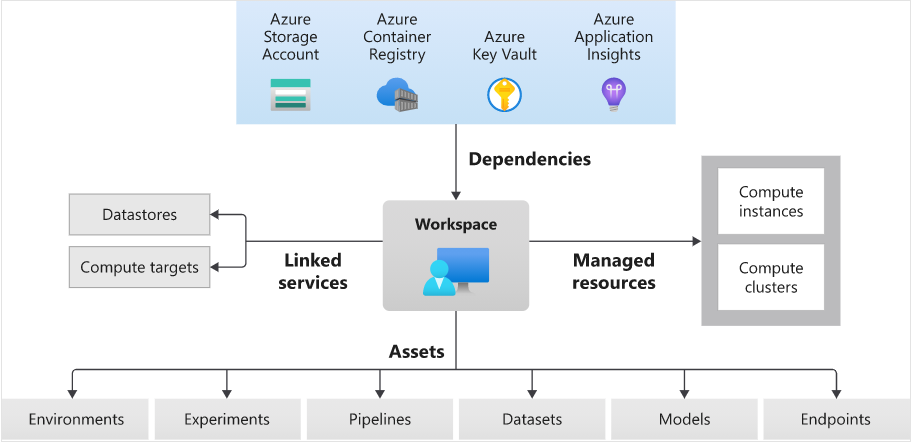 Azure
Storage
Account
Azure
Container
Registry
Azure
Key Vault
Azure
Application
Insights
Dependencies
Datastores
Compute targets
Linked
services
Workspace
Managed
resources
Compute
instances
Compute
clusters
Assets
Environments
Experiments
Pipelines
Datasets
Models
Endpoints